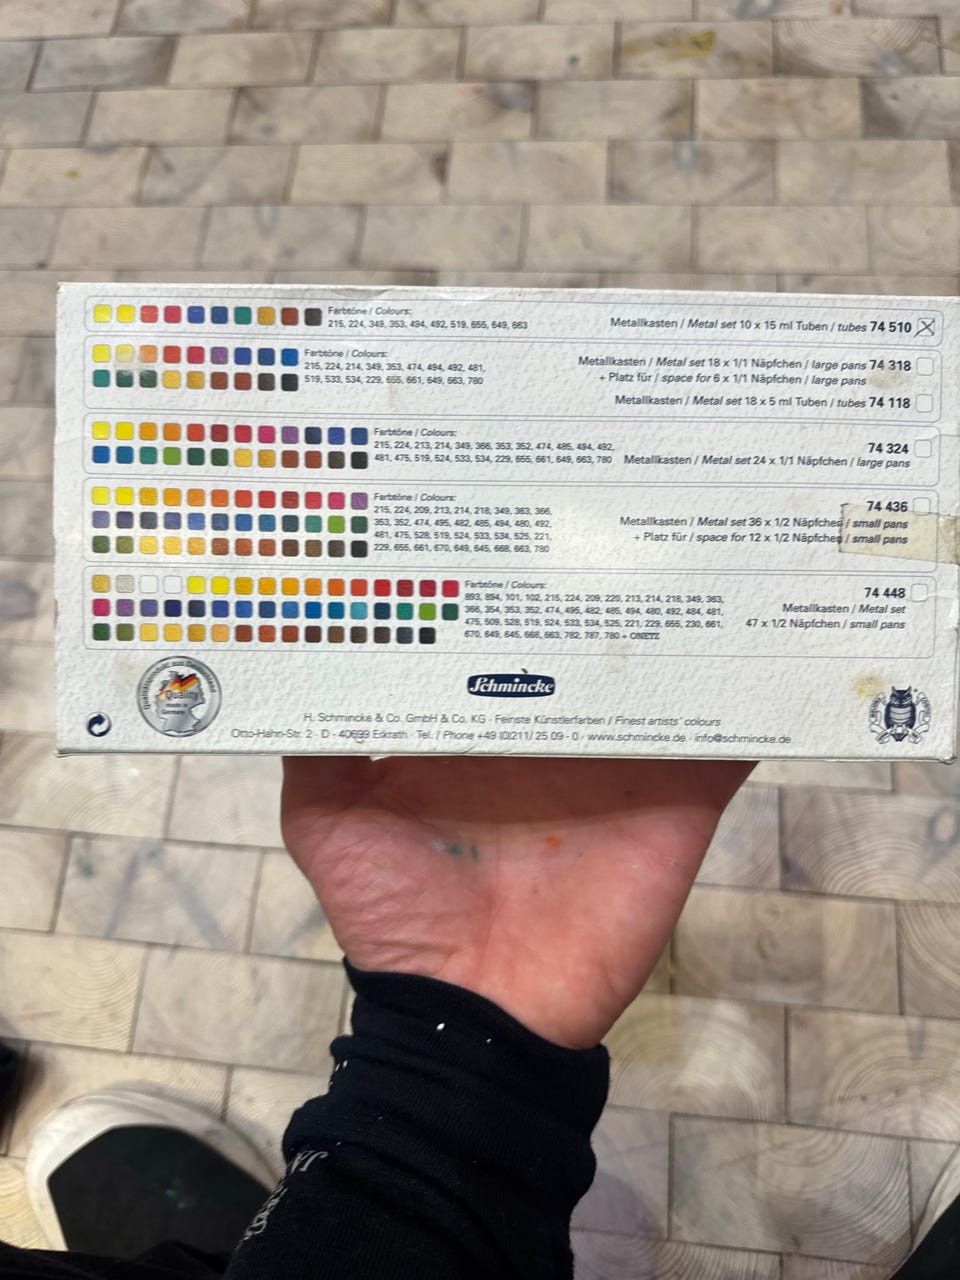 Farbtöne / Colours:
215, 224, 349, 353, 494, 492, 519, 655, 649, 663
Metallkasten / Metal set 10 x 15 ml Tuben / tubes 74 510
Farbtöne / Colours:
215, 224, 214, 349, 353, 474, 494, 492, 481,
519, 533, 534, 229, 655, 661, 649, 663, 780
Metallkasten / Metal set 18 x 1/1 Näpfchen / large pans 74 318
+ Platz für / space for 6 x 1/1 Näpfchen / large pans
Metallkasten / Metal set 18 x 5 ml Tuben / tubes 74 118
Farbtöne / Colours:
215, 224, 213, 214, 349, 366, 353, 352, 474, 485, 494, 492,
481, 475, 519, 524, 533, 534, 229, 655, 661, 649, 663, 780
74 324
Metallkasten / Metal set 24 x 1/1 Näpfchen / large pans
Farbtöne / Colours:
215, 224, 209, 213, 214, 218, 349, 363, 366,
353, 352, 474, 495, 482, 485, 494, 480, 492,
481, 475, 528, 519, 524, 533, 534, 525, 221,
229, 655, 661, 670, 649, 645, 668, 663, 780
74 436
Metallkasten / Metal set 36 x 1/2 Näpfchen / small pans
+ Platz für / space for 12 x 1/2 Näpfchen / small pans
Farbtöne / Colours:
893, 894, 101, 102, 215, 224, 209, 220, 213, 214, 218, 349, 363,
366, 354, 353, 352, 474, 495, 482, 485, 494, 480, 492, 484, 481,
475, 509, 528, 519, 524, 533, 534, 525, 221, 229, 655, 230, 661,
670, 649, 645, 668, 663, 782, 787, 780 + ONETZ
74 448
Metallkasten / Metal set
47 x 1/2 Näpfchen / small pans
Qualitätsprodukt aus Deutschland
Quality
made in
Germany
Schmincke
H. Schmincke & Co. GmbH & Co. KG · Feinste Künstlerfarben / Finest artists' colours
Otto-Hahn-Str. 2 · D - 40699 Erkrath · Tel. / Phone +49 (0)211/ 25 09 - 0 · www.schmincke.de · info@schmincke.de